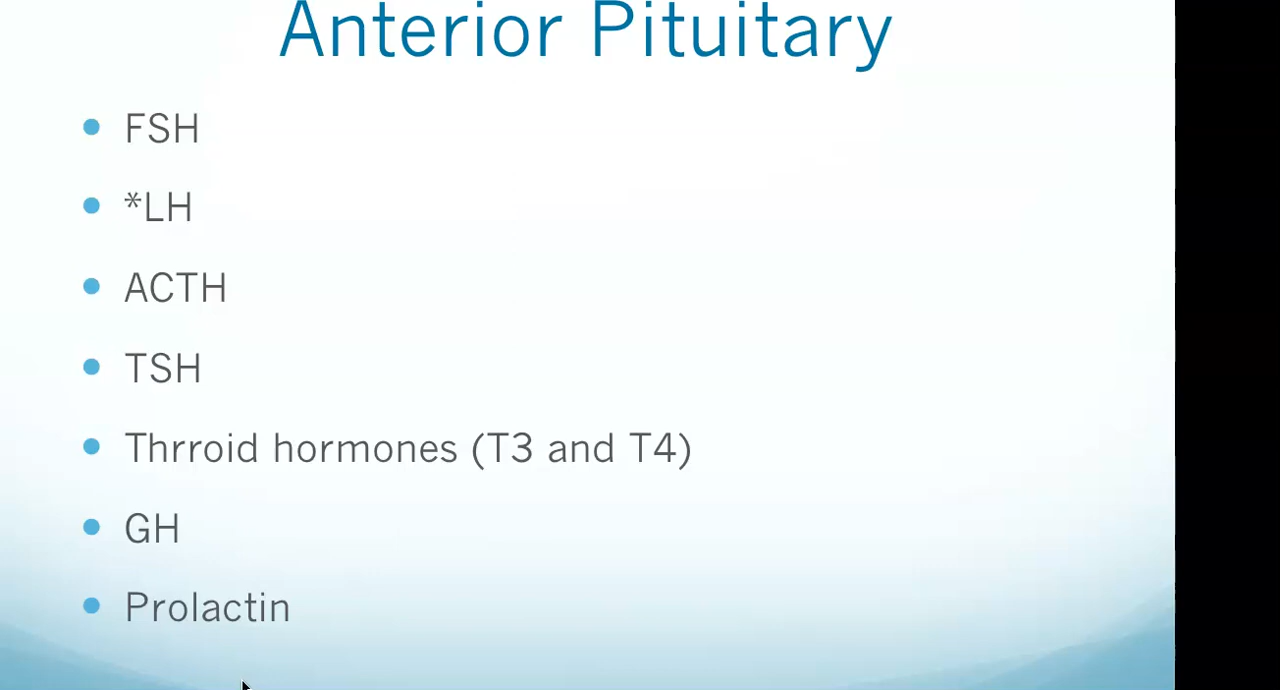 Anterior Pituitary
• FSH
• *LH
• ACTH
• TSH
• Thrroid hormones (T3 and T4)
• GH
• Prolactin